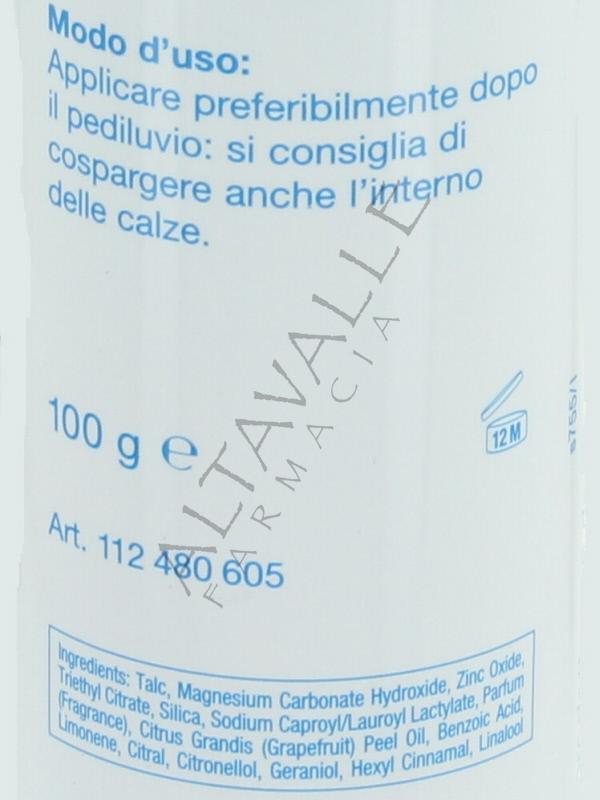 Modo d'uso:
Applicare preferibilmente dopo
il pediluvio: si consiglia di
cospargere anche l'interno
delle calze.
100 g ℮
12 M
Art. 112 480 605
ALTAVALLE
FARMACIA
Ingredients: Talc, Magnesium Carbonate Hydroxide, Zinc Oxide,
Triethyl Citrate, Silica, Sodium Caproyl/Lauroyl Lactylate, Parfum
(Fragrance), Citrus Grandis (Grapefruit) Peel Oil, Benzoic Acid,
Limonene, Citral, Citronellol, Geraniol, Hexyl Cinnamal, Linalool